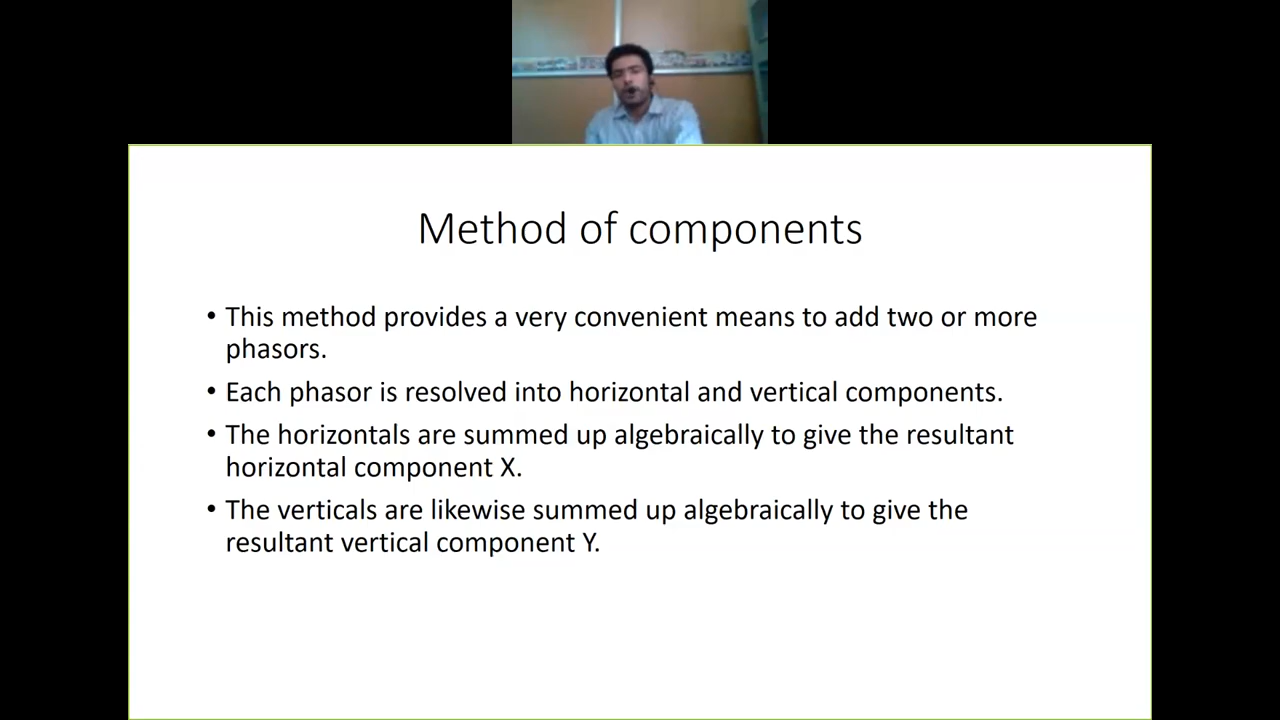 Method of components
• This method provides a very convenient means to add two or more
phasors.
• Each phasor is resolved into horizontal and vertical components.
• The horizontals are summed up algebraically to give the resultant
horizontal component X.
• The verticals are likewise summed up algebraically to give the
resultant vertical component Y.